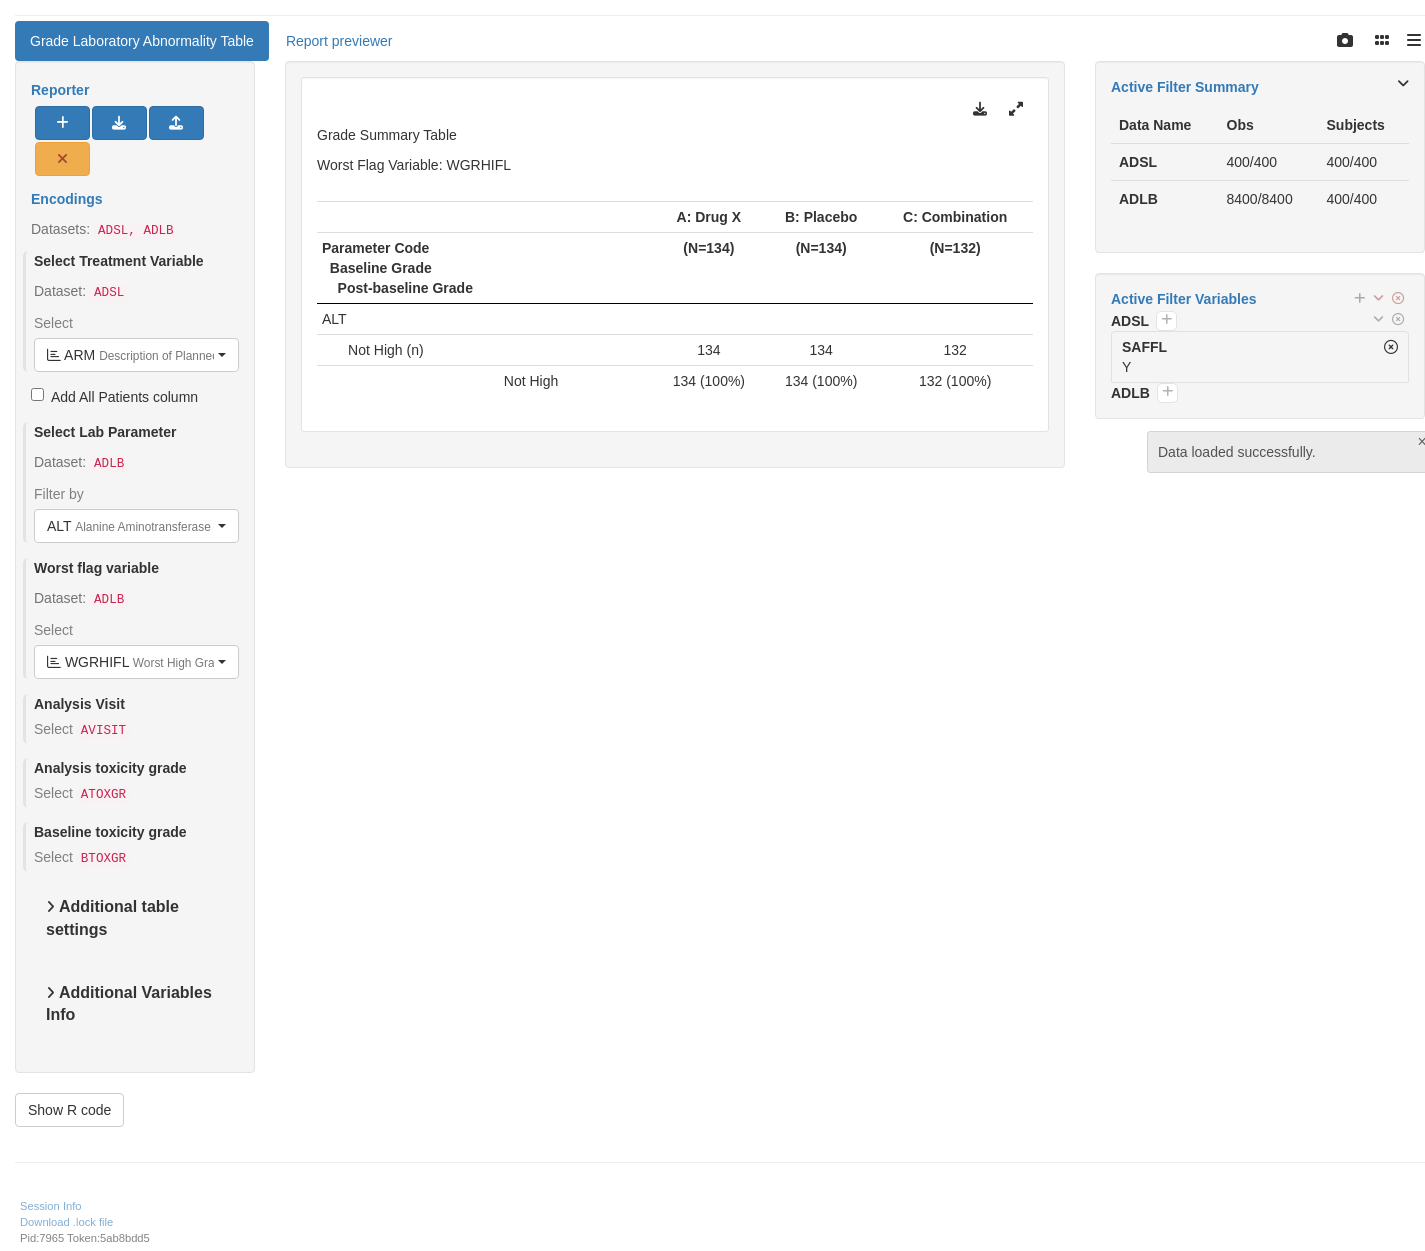 Grade Laboratory Abnormality Table
Report previewer
Reporter
Encodings
Datasets: ADSL, ADLB
Select Treatment Variable
Dataset: ADSL
Select
ARM Description of Planned
Add All Patients column
Select Lab Parameter
Dataset: ADLB
Filter by
ALT Alanine Aminotransferase
Worst flag variable
Dataset: ADLB
Select
WGRHIFL Worst High Gra
Analysis Visit
Select AVISIT
Analysis toxicity grade
Select ATOXGR
Baseline toxicity grade
Select BTOXGR
Additional table
settings
Additional Variables
Info
Show R code
Grade Summary Table
Worst Flag Variable: WGRHIFL
A: Drug X B: Placebo C: Combination
Parameter Code (N=134) (N=134) (N=132)
Baseline Grade
Post-baseline Grade
ALT
Not High (n) 134 134 132
Not High 134 (100%) 134 (100%) 132 (100%)
Active Filter Summary
Data Name Obs Subjects
ADSL 400/400 400/400
ADLB 8400/8400 400/400
Active Filter Variables
ADSL
SAFFL
Y
ADLB
Data loaded successfully.
Session Info
Download .lock file
Pid:7965 Token:5ab8bdd5